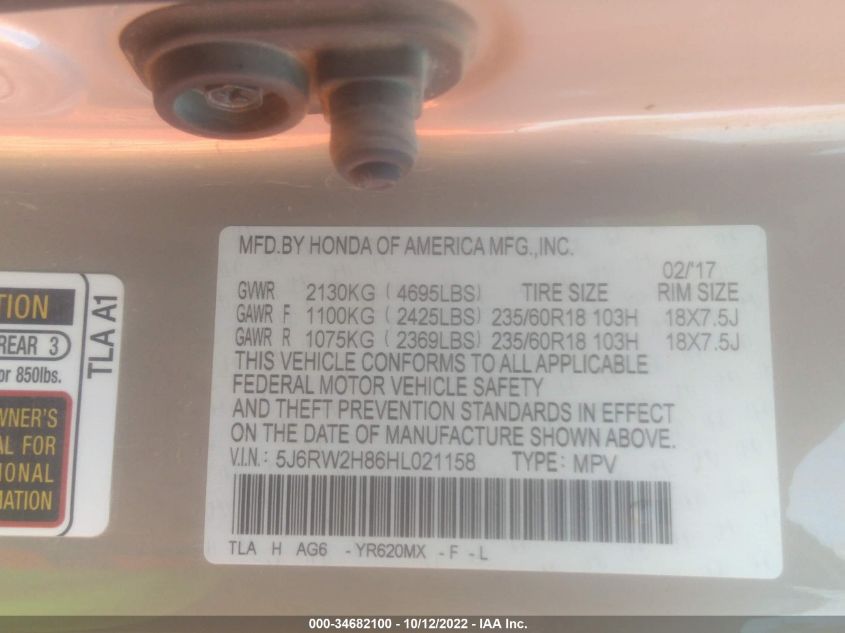 MFD.BY HONDA OF AMERICA MFG.,INC.
02/'17
GVWR 2130KG ( 4695LBS) TIRE SIZE RIM SIZE
GAWR F 1100KG ( 2425LBS) 235/60R18 103H 18X7.5J
GAWR R 1075KG ( 2369LBS) 235/60R18 103H 18X7.5J
THIS VEHICLE CONFORMS TO ALL APPLICABLE
FEDERAL MOTOR VEHICLE SAFETY
AND THEFT PREVENTION STANDARDS IN EFFECT
ON THE DATE OF MANUFACTURE SHOWN ABOVE.
V.I.N.: 5J6RW2H86HL021158 TYPE: MPV
TLA H AG6 -YR620MX -F -L
TION
REAR 3
or 850lbs.
WNER'S
AL FOR
IONAL
MATION
TLA A1
000-34682100 - 10/12/2022 - IAA Inc.